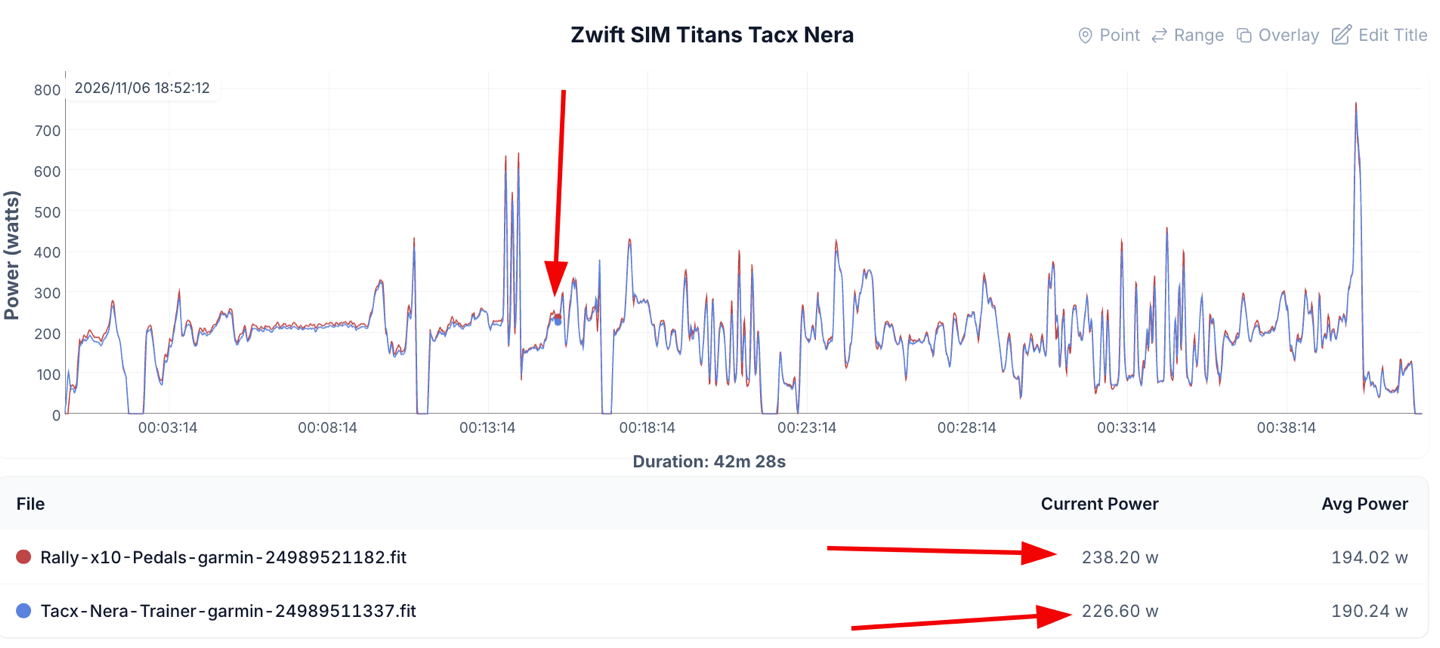 Zwift SIM Titans Tacx Nera
Point Range Overlay Edit Title
2026/11/06 18:52:12
Power (watts)
800
700
600
500
400
300
200
100
0
00:03:14 00:08:14 00:13:14 00:18:14 00:23:14 00:28:14 00:33:14 00:38:14
Duration: 42m 28s
File Current Power Avg Power
Rally-x10-Pedals-garmin-24989521182.fit 238.20 w 194.02 w
Tacx-Nera-Trainer-garmin-24989511337.fit 226.60 w 190.24 w